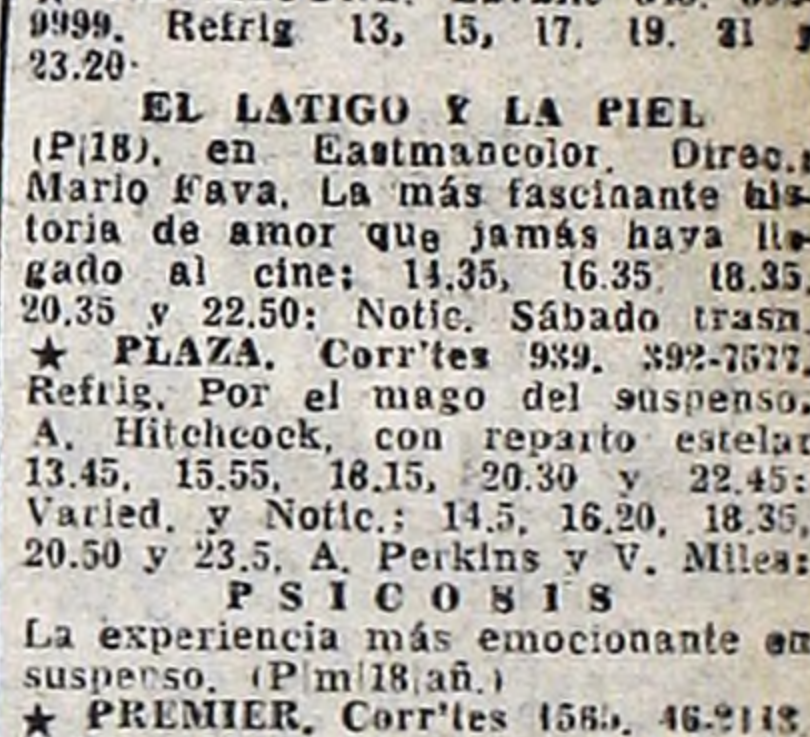 9999. Refrig 13, 15, 17. 19. 21
23.20
EL LATIGO Y LA PIEL
(P|18), en Eastmancolor. Direc.
Mario Fava. La más fascinante his-
toria de amor que jamás haya lle-
gado al cine; 14.35, 16.35. 18.35
20.35 y 22.50: Notic. Sábado trasn
★ PLAZA. Corr'tes 939. 392-7577.
Refrig. Por el mago del suspenso.
A. Hitchcock, con reparto estelar
13.45, 15.55, 18.15, 20.30 y 22.45:
Varied. y Notic.; 14.5, 16.20, 18.35,
20.50 y 23.5. A. Perkins y V. Miles:
PSICOSIS
La experiencia más emocionante en
suspenso. (P|m|18|añ.)
★ PREMIER. Corr'tes 1565. 46-2113